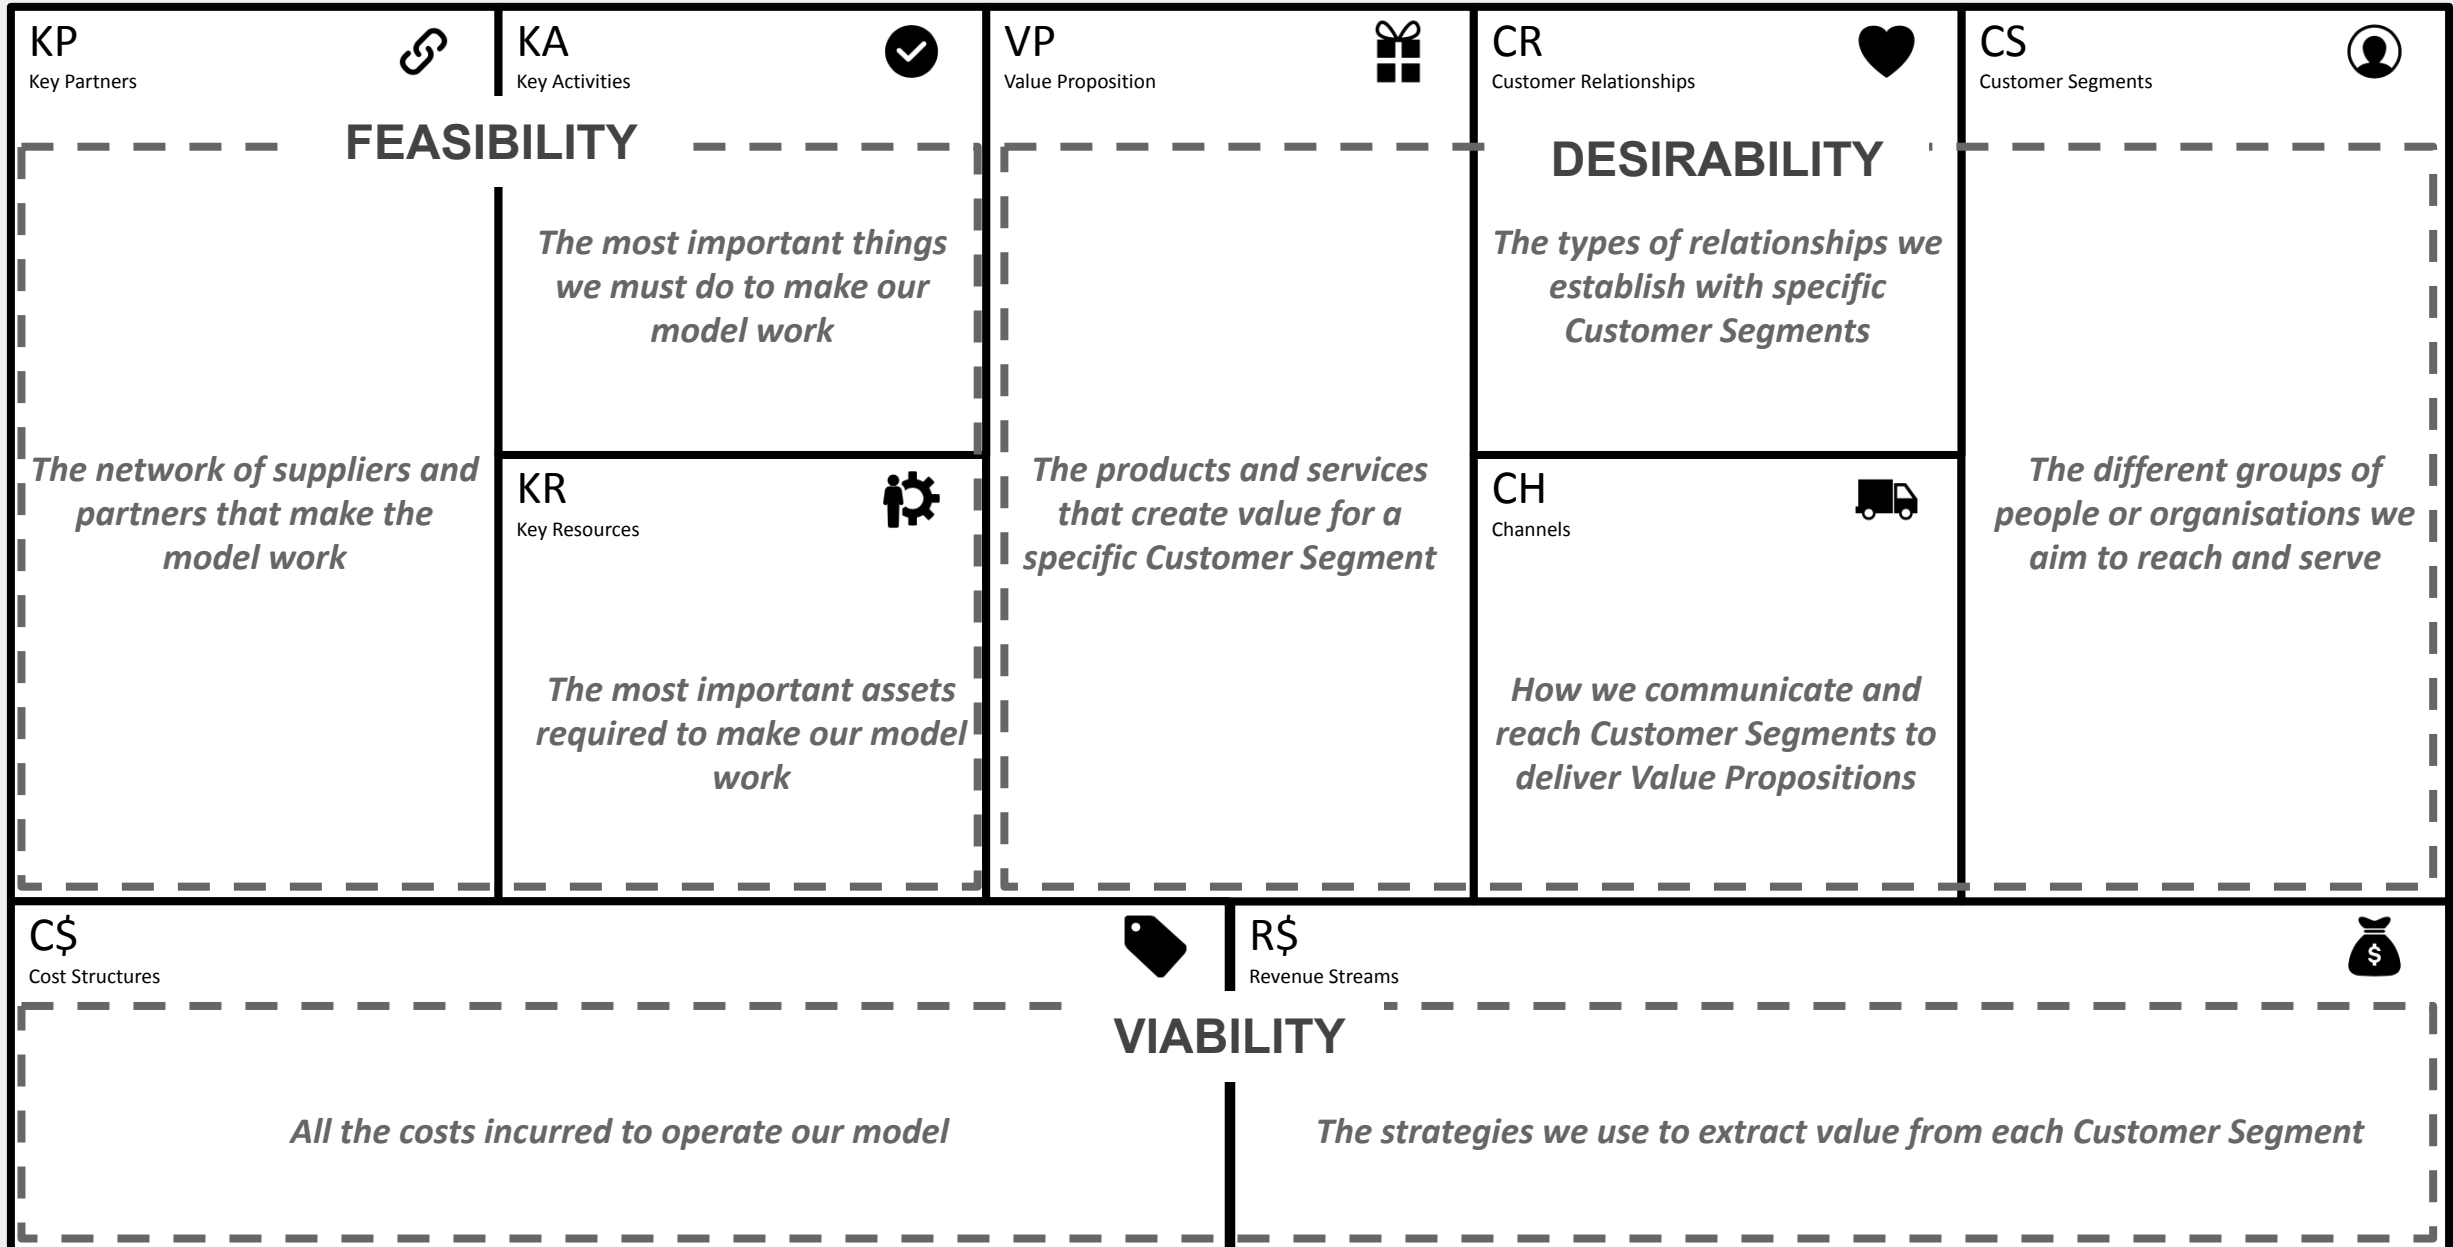 KP
Key Partners
KA
Key Activities
VP
Value Proposition
CR
Customer Relationships
CS
Customer Segments
FEASIBILITY
DESIRABILITY
The most important things
we must do to make our
model work
The types of relationships we
establish with specific
Customer Segments
The network of suppliers and
partners that make the
model work
KR
Key Resources
The most important assets
required to make our model
work
The products and services
that create value for a
specific Customer Segment
CH
Channels
How we communicate and
reach Customer Segments to
deliver Value Propositions
The different groups of
people or organisations we
aim to reach and serve
C$
Cost Structures
R$
Revenue Streams
$
VIABILITY
All the costs incurred to operate our model
The strategies we use to extract value from each Customer Segment